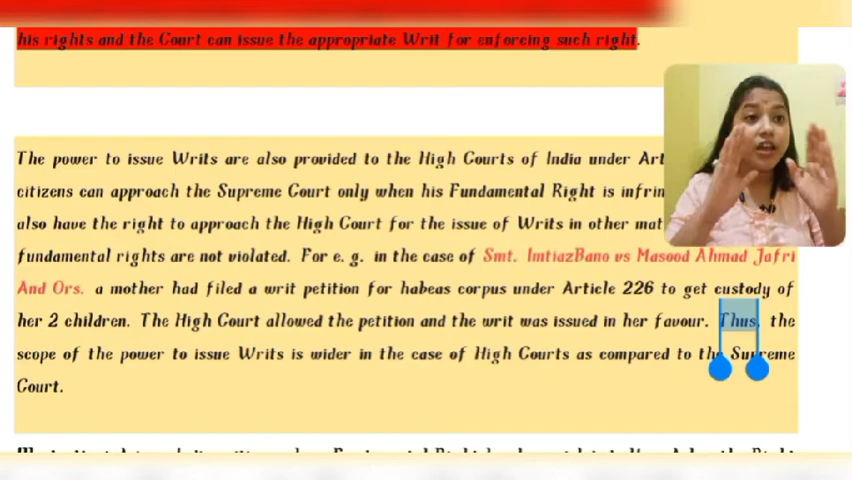 his rights and the Court can issue the appropriate Writ for enforcing such right.
The power to issue Writs are also provided to the High Courts of India under
citizens can approach the Supreme Court only when his Fundamental Right is
also have the right to approach the High Court for the issue of Writs in other
fundamental rights are not violated. For e. g. in the case of Smt. ImtiazBano vs Masood Ahmad Jafri
And Ors. a mother had filed a writ petition for habeas corpus under Article 226 to get custody of
her 2 children. The High Court allowed the petition and the writ was issued in her favour. Thus, the
scope of the power to issue Writs is wider in the case of High Courts as compared to the Supreme
Court.